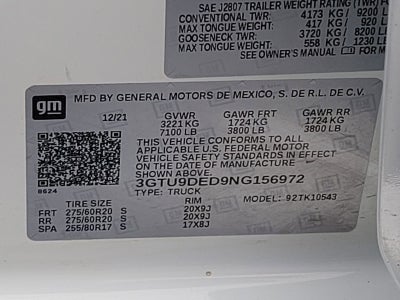 SAE J2807 TRAILER WEIGHT RATING (TWR)
CONVENTIONAL TWR: 4173 KG / 9200 LB
MAX TONGUE WEIGHT: 417 KG / 920 LB
GOOSENECK TWR: 3720 KG / 8200 LB
MAX TONGUE WEIGHT: 558 KG / 1230 LB
SEE OWNER'S MANUAL FOR
gm MFD BY GENERAL MOTORS DE MEXICO, S. DE R.L. DE C.V.
12/21 GVWR GAWR FRT GAWR RR
3221 KG 1724 KG 1724 KG
7100 LB 3800 LB 3800 LB
THIS VEHICLE CONFORMS TO ALL
APPLICABLE U.S. FEDERAL MOTOR
VEHICLE SAFETY STANDARDS IN EFFECT
ON THE DATE OF MANUFACTURE
SHOWN ABOVE.
3GTU9DED9NG156972
8624 TYPE: TRUCK MODEL: 92TK10543
TIRE SIZE RIM
FRT 275/60R20 S 20X9J
RR 275/60R20 S 20X9J
SPA 255/80R17 S 17X8J